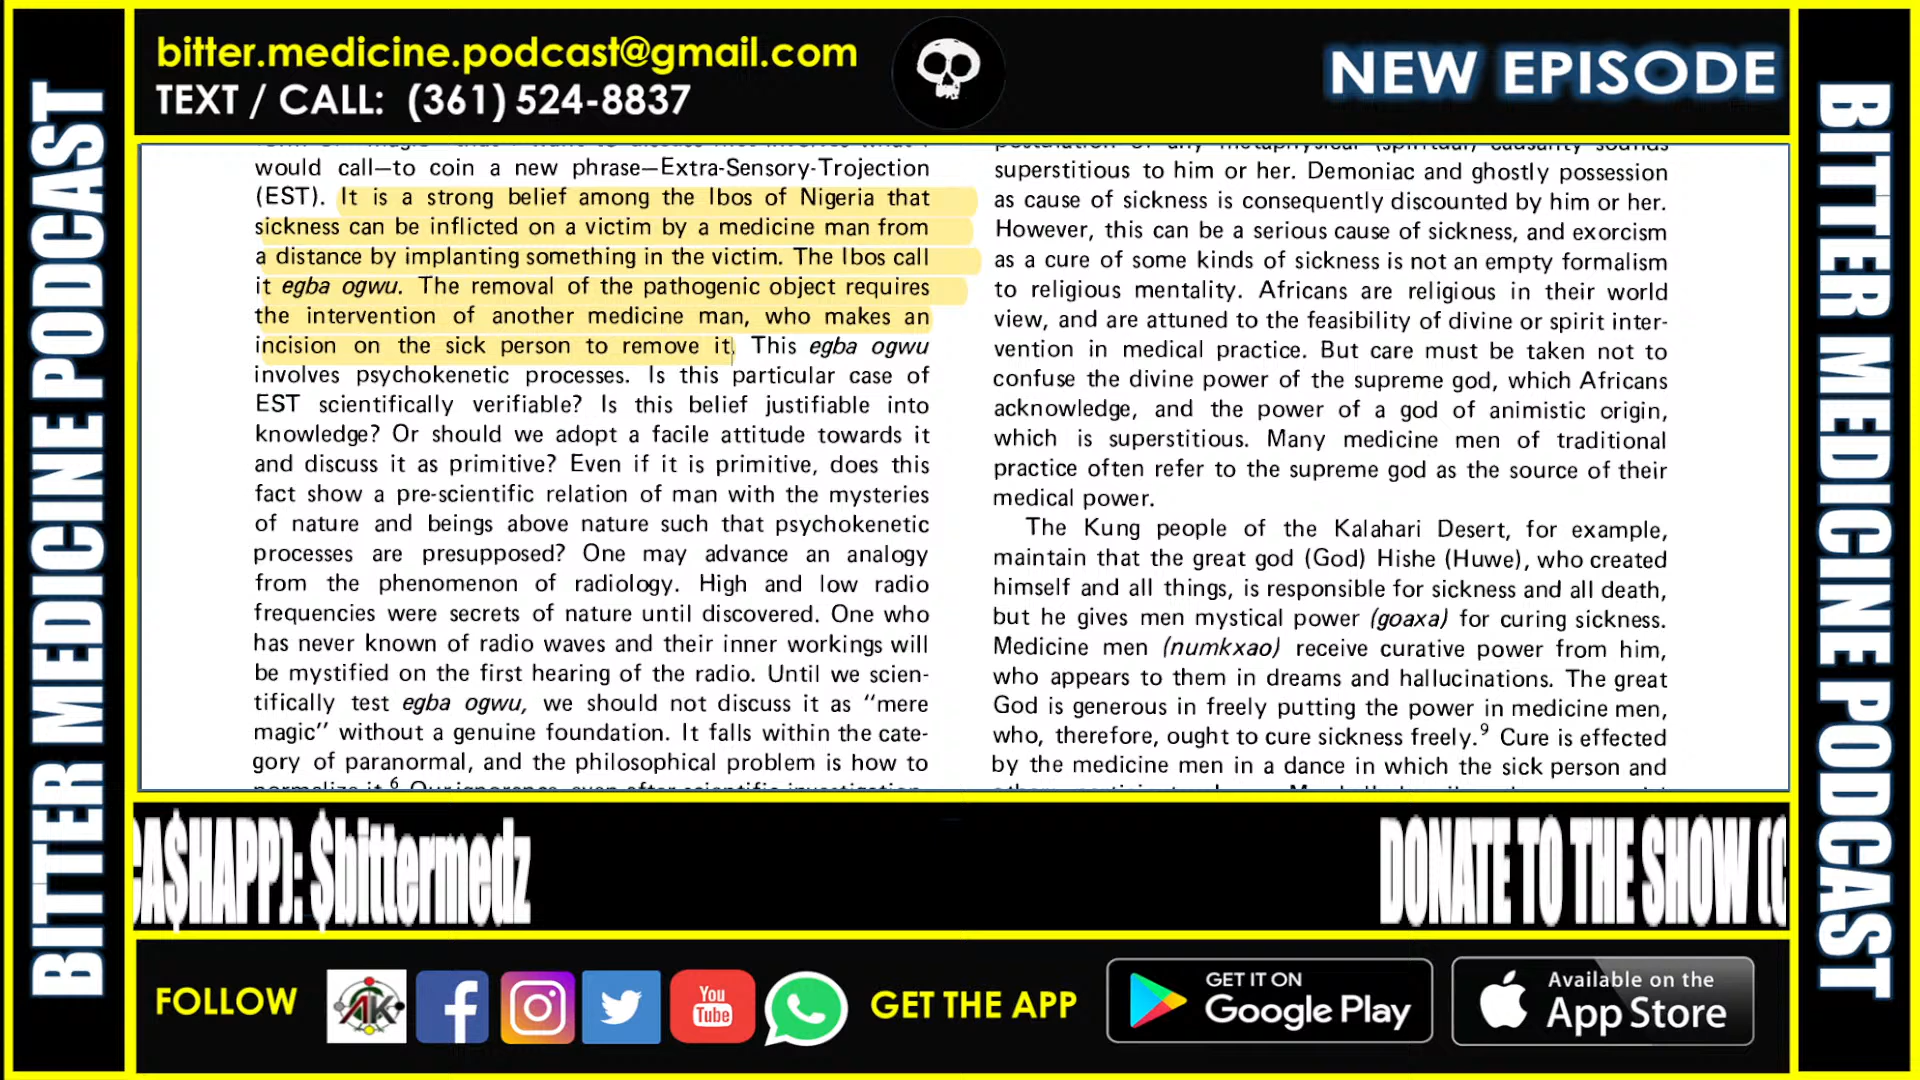 BITTER MEDICINE PODCAST
bitter.medicine.podcast@gmail.com
TEXT / CALL: (361) 524-8837
NEW EPISODE
would call—to coin a new phrase—Extra-Sensory-Trojection
(EST). It is a strong belief among the Ibos of Nigeria that
sickness can be inflicted on a victim by a medicine man from
a distance by implanting something in the victim. The Ibos call
it egba ogwu. The removal of the pathogenic object requires
the intervention of another medicine man, who makes an
incision on the sick person to remove it. This egba ogwu
involves psychokenetic processes. Is this particular case of
EST scientifically verifiable? Is this belief justifiable into
knowledge? Or should we adopt a facile attitude towards it
and discuss it as primitive? Even if it is primitive, does this
fact show a pre-scientific relation of man with the mysteries
of nature and beings above nature such that psychokenetic
processes are presupposed? One may advance an analogy
from the phenomenon of radiology. High and low radio
frequencies were secrets of nature until discovered. One who
has never known of radio waves and their inner workings will
be mystified on the first hearing of the radio. Until we scien-
tifically test egba ogwu, we should not discuss it as “mere
magic” without a genuine foundation. It falls within the cate-
gory of paranormal, and the philosophical problem is how to
normalize it.6 Our ignorance, even after scientific investigation,
postulation of any metaphysical (spiritual) causality sounds
superstitious to him or her. Demoniac and ghostly possession
as cause of sickness is consequently discounted by him or her.
However, this can be a serious cause of sickness, and exorcism
as a cure of some kinds of sickness is not an empty formalism
to religious mentality. Africans are religious in their world
view, and are attuned to the feasibility of divine or spirit inter-
vention in medical practice. But care must be taken not to
confuse the divine power of the supreme god, which Africans
acknowledge, and the power of a god of animistic origin,
which is superstitious. Many medicine men of traditional
practice often refer to the supreme god as the source of their
medical power.
The Kung people of the Kalahari Desert, for example,
maintain that the great god (God) Hishe (Huwe), who created
himself and all things, is responsible for sickness and all death,
but he gives men mystical power (goaxa) for curing sickness.
Medicine men (numkxao) receive curative power from him,
who appears to them in dreams and hallucinations. The great
God is generous in freely putting the power in medicine men,
who, therefore, ought to cure sickness freely.9 Cure is effected
by the medicine men in a dance in which the sick person and
CA$HAPP): $bittermedz
DONATE TO THE SHOW (C
FOLLOW
AK
You
Tube
GET THE APP
GET IT ON
Google Play
Available on the
App Store
BITTER MEDICINE PODCAST